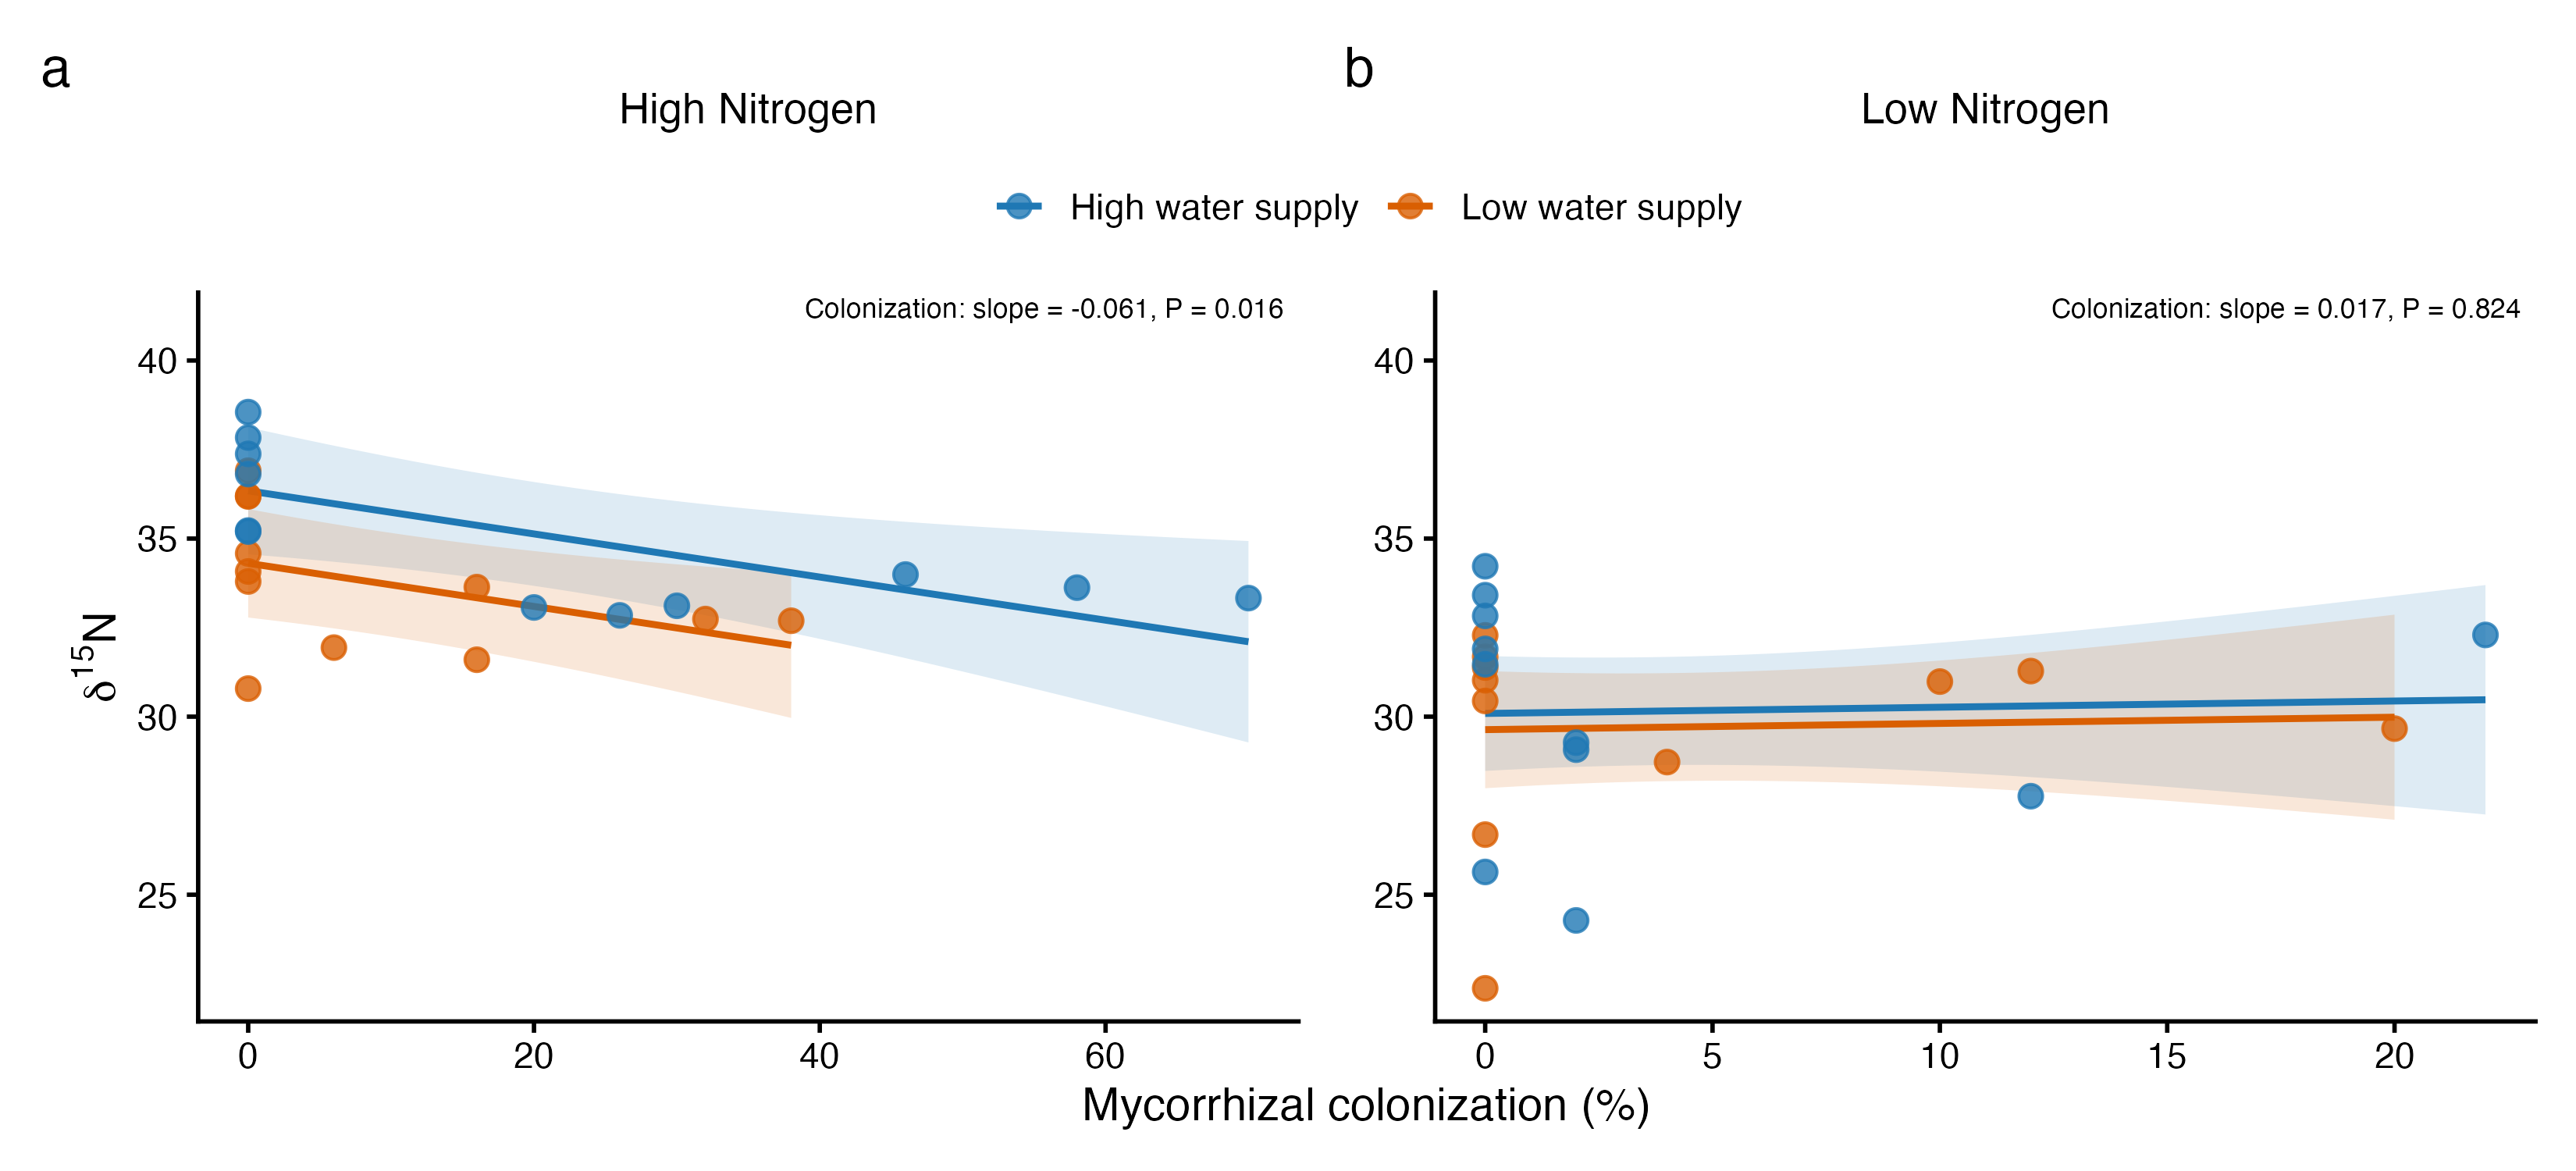 a
High Nitrogen
b
Low Nitrogen
High water supply
Low water supply
Colonization: slope = -0.061, P = 0.016
40
35
30
25
δ¹⁵N
0 20 40 60
Colonization: slope = 0.017, P = 0.824
40
35
30
25
0 5 10 15 20
Mycorrhizal colonization (%)